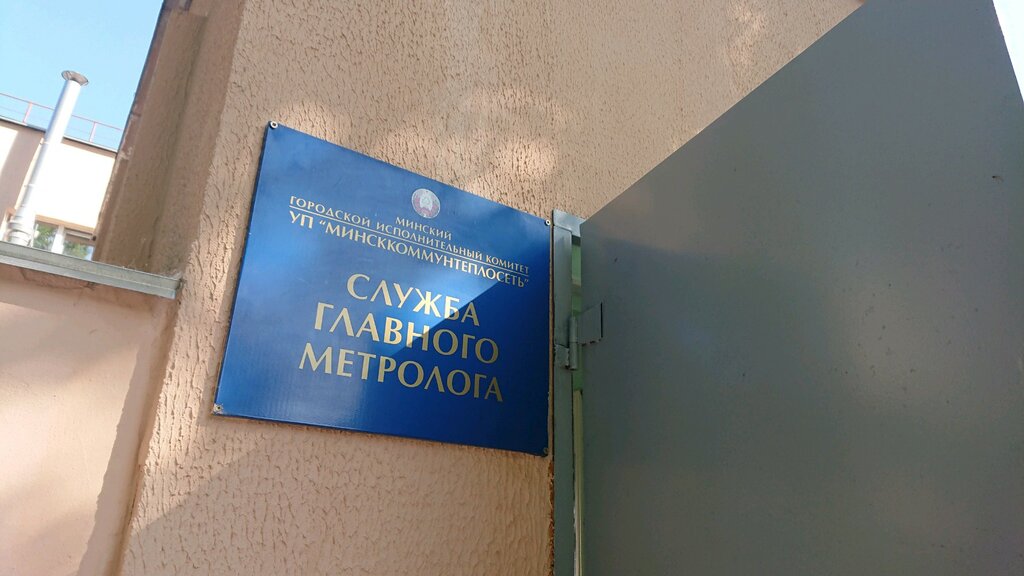 МИНСКИЙ
ГОРОДСКОЙ ИСПОЛНИТЕЛЬНЫЙ КОМИТЕТ
УП "МИНСККОММУНТЕПЛОСЕТЬ"
СЛУЖБА
ГЛАВНОГО
МЕТРОЛОГА